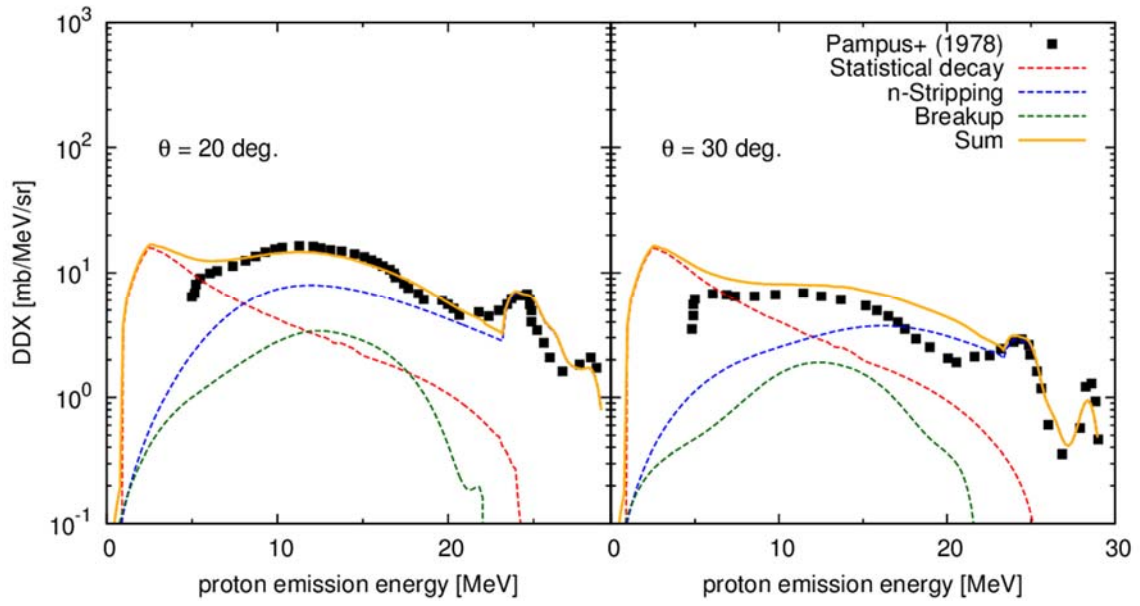 10³
10²
10¹
10⁰
10⁻¹
DDX [mb/MeV/sr]
θ = 20 deg.
0
10
20
proton emission energy [MeV]
Pampus+ (1978)
Statistical decay
n-Stripping
Breakup
Sum
θ = 30 deg.
0
10
20
30
proton emission energy [MeV]